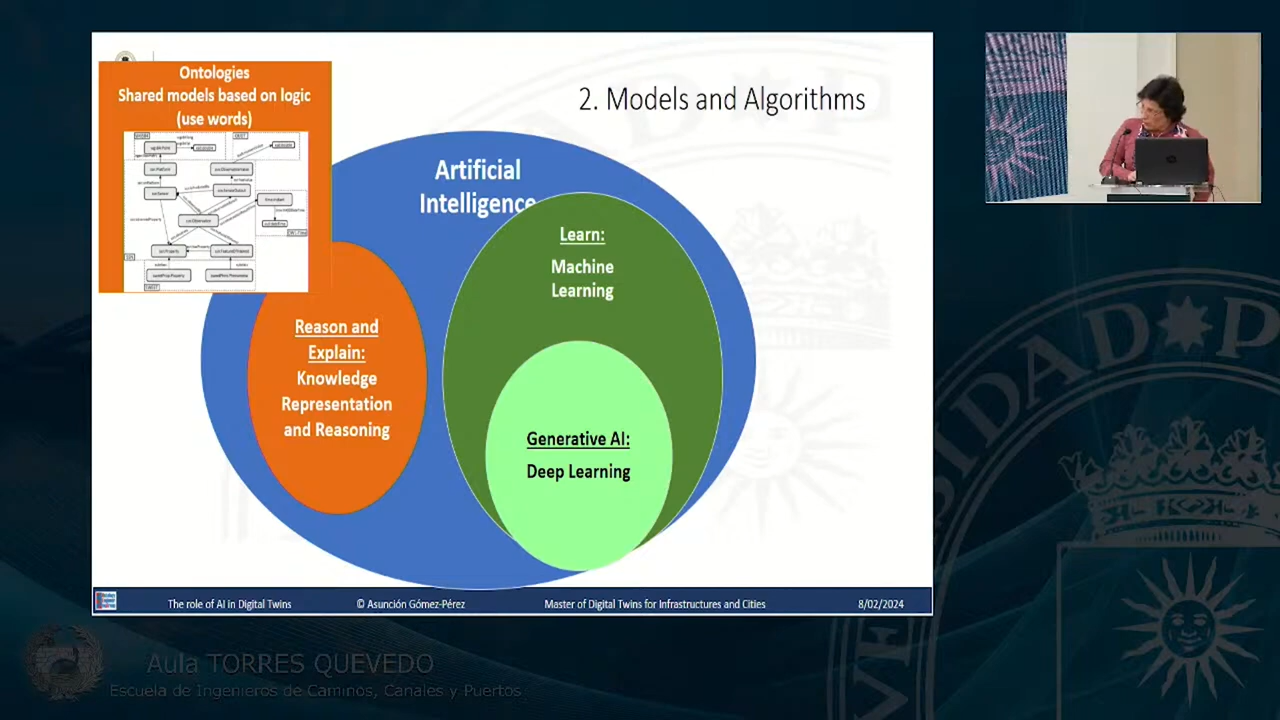 Ontologies
Shared models based on logic
(use words)
2. Models and Algorithms
Artificial
Intelligence
Learn:
Machine
Learning
Reason and
Explain:
Knowledge
Representation
and Reasoning
Generative AI:
Deep Learning
The role of AI in Digital Twins
© Asunción Gómez-Pérez
Master of Digital Twins for Infrastructures and Cities
8/02/2024
Aula TORRES QUEVEDO
Escuela de Ingenieros de Caminos, Canales y Puertos